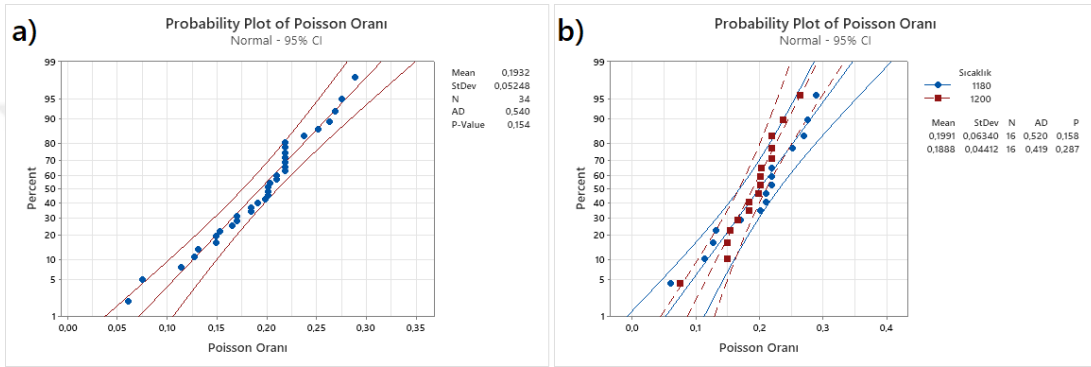 a)
Probability Plot of Poisson Oranı
Normal - 95% CI
Mean 0,1932
StDev 0,05248
N 34
AD 0,540
P-Value 0,154
Percent
99
95
90
80
70
60
50
40
30
20
10
5
1
0,00 0,05 0,10 0,15 0,20 0,25 0,30 0,35
Poisson Oranı
b)
Probability Plot of Poisson Oranı
Normal - 95% CI
Sıcaklık
1180
1200
Mean StDev N AD P
0,1991 0,06340 16 0,520 0,158
0,1888 0,04412 16 0,419 0,287
Percent
99
95
90
80
70
60
50
40
30
20
10
5
1
0,0 0,1 0,2 0,3 0,4
Poisson Oranı